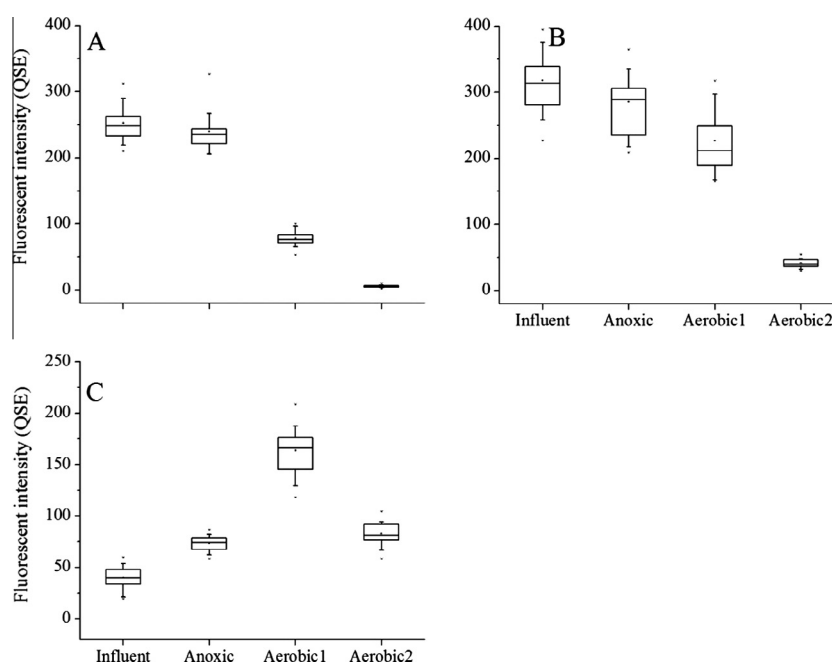 A
Fluorescent intensity (QSE)
400
300
200
100
0
B
400
300
200
100
0
Influent Anoxic Aerobic1 Aerobic2
C
Fluorescent intensity (QSE)
250
200
150
100
50
0
Influent Anoxic Aerobic1 Aerobic2